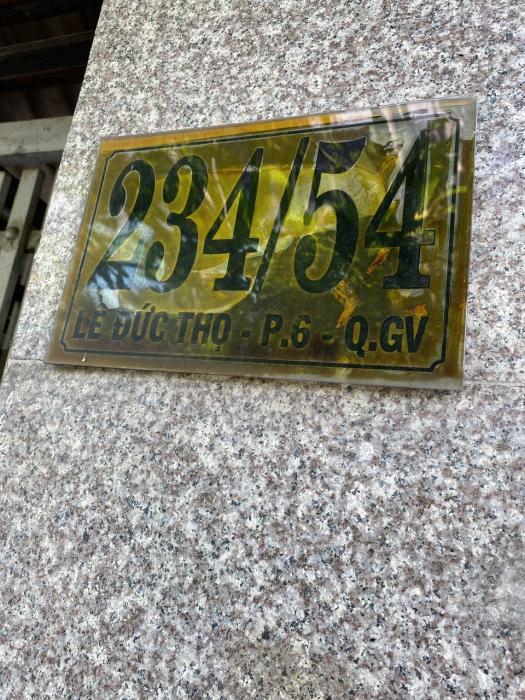 234/54
LÊ ĐỨC THỌ - P.6 - Q.GV